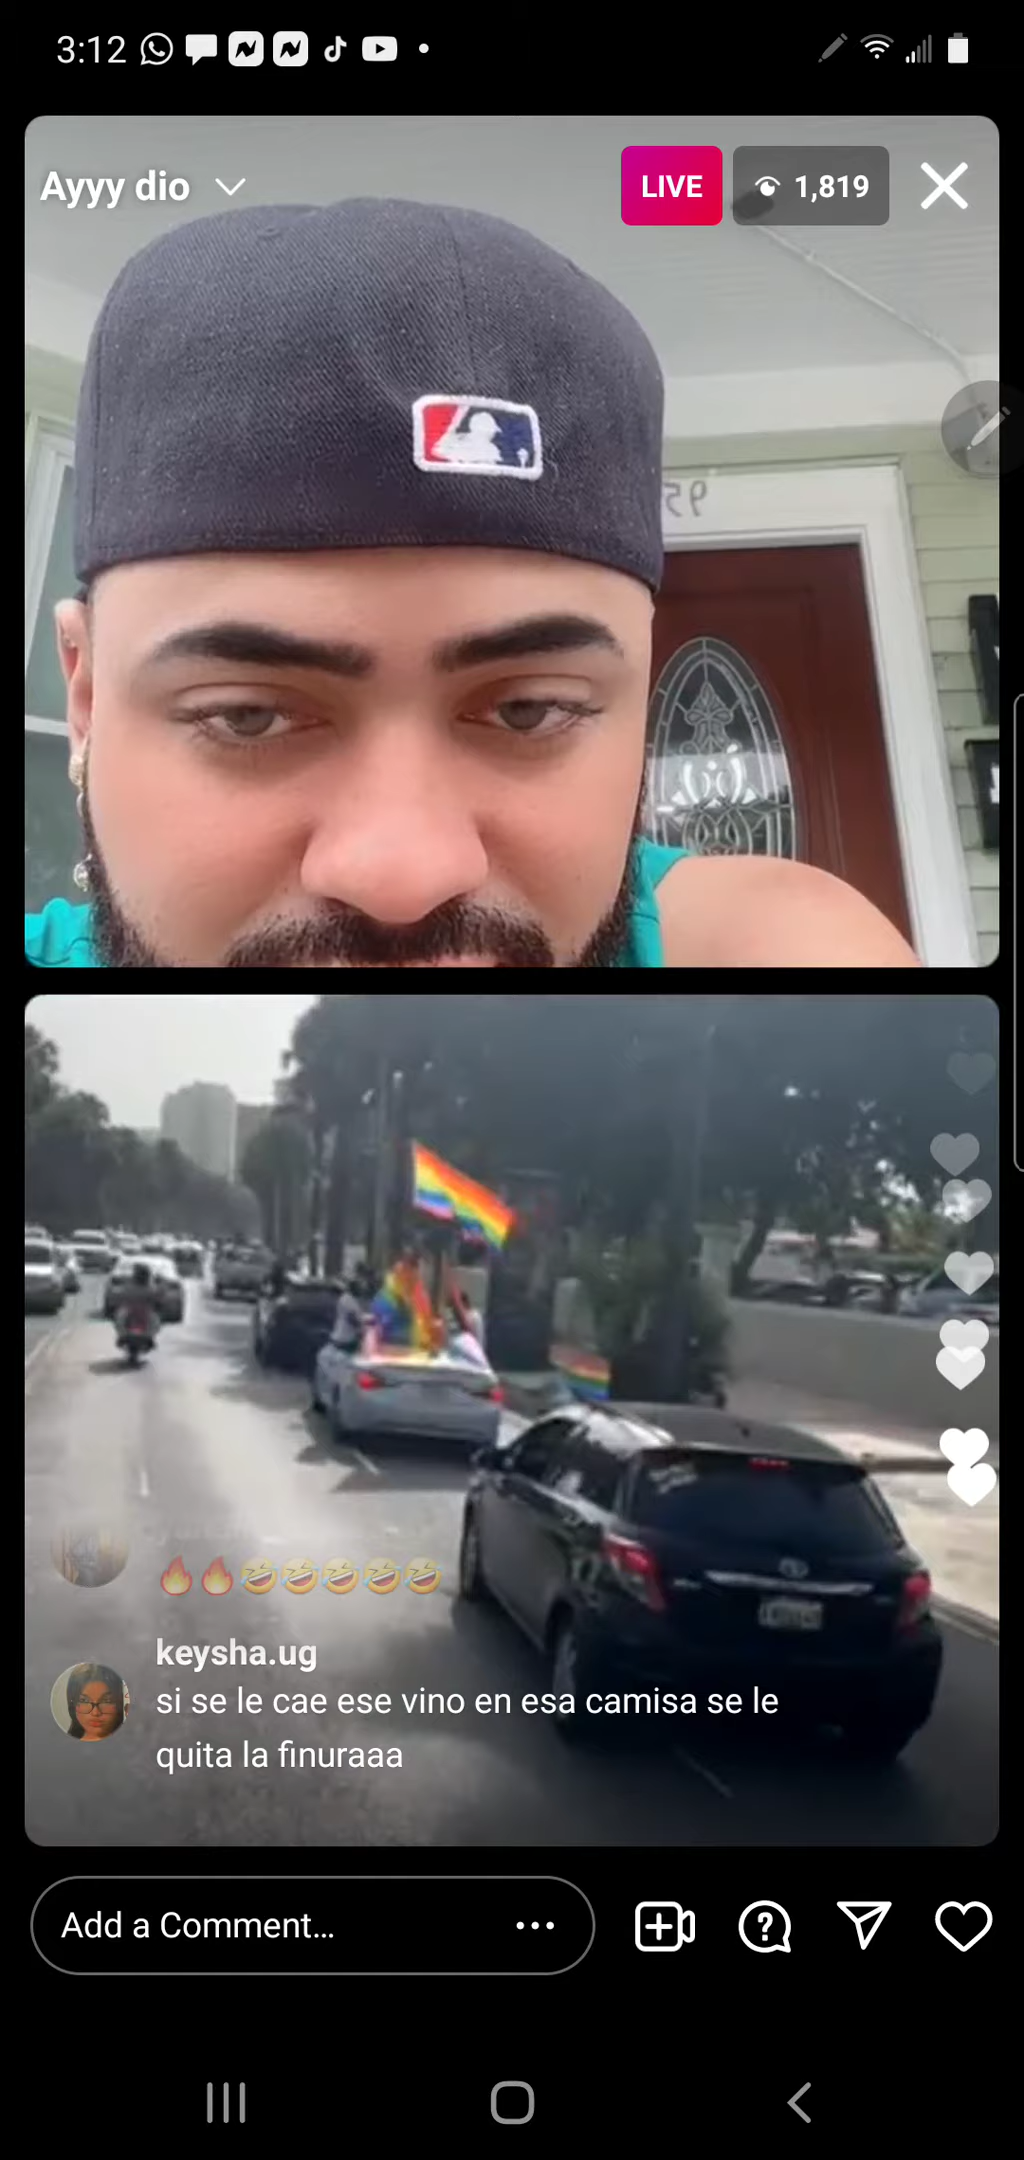 3:12
Ayyy dio
LIVE
1,819
95
🔥🔥🤣🤣🤣🤣🤣
keysha.ug
si se le cae ese vino en esa camisa se le
quita la finuraaa
Add a Comment...